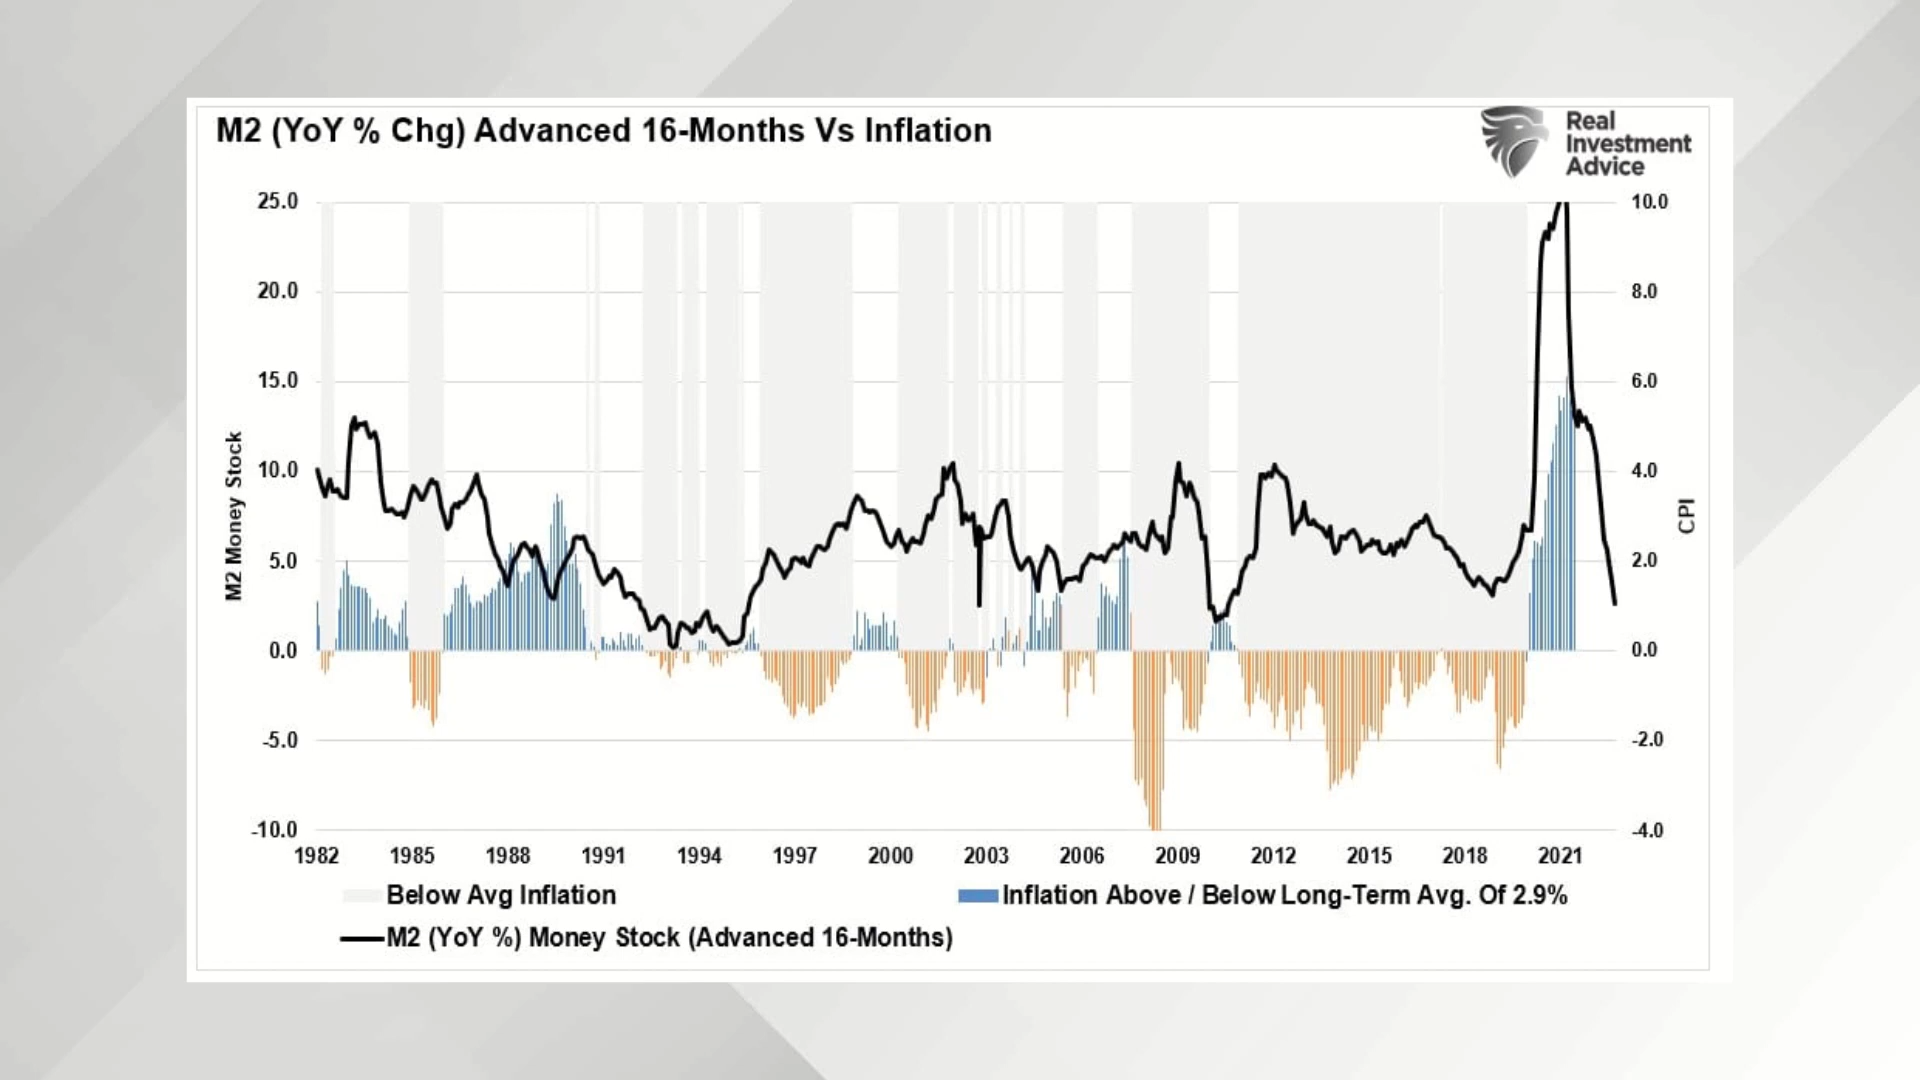 M2 (YoY % Chg) Advanced 16-Months Vs Inflation
Real
Investment
Advice
25.0
20.0
15.0
10.0
5.0
0.0
-5.0
-10.0
M2 Money Stock
10.0
8.0
6.0
4.0
2.0
0.0
-2.0
-4.0
CPI
1982 1985 1988 1991 1994 1997 2000 2003 2006 2009 2012 2015 2018 2021
Below Avg Inflation
Inflation Above / Below Long-Term Avg. Of 2.9%
M2 (YoY %) Money Stock (Advanced 16-Months)